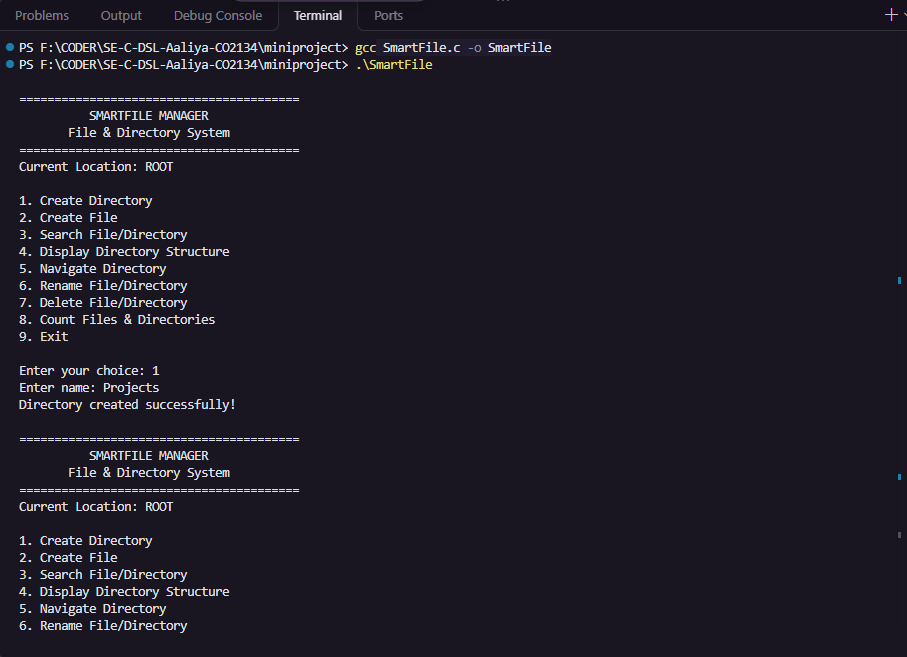 Problems Output Debug Console Terminal Ports
PS F:\CODER\SE-C-DSL-Aaliya-CO2134\miniproject> gcc SmartFile.c -o SmartFile
PS F:\CODER\SE-C-DSL-Aaliya-CO2134\miniproject> .\SmartFile
========================================
SMARTFILE MANAGER
File & Directory System
========================================
Current Location: ROOT
1. Create Directory
2. Create File
3. Search File/Directory
4. Display Directory Structure
5. Navigate Directory
6. Rename File/Directory
7. Delete File/Directory
8. Count Files & Directories
9. Exit
Enter your choice: 1
Enter name: Projects
Directory created successfully!
========================================
SMARTFILE MANAGER
File & Directory System
========================================
Current Location: ROOT
1. Create Directory
2. Create File
3. Search File/Directory
4. Display Directory Structure
5. Navigate Directory
6. Rename File/Directory